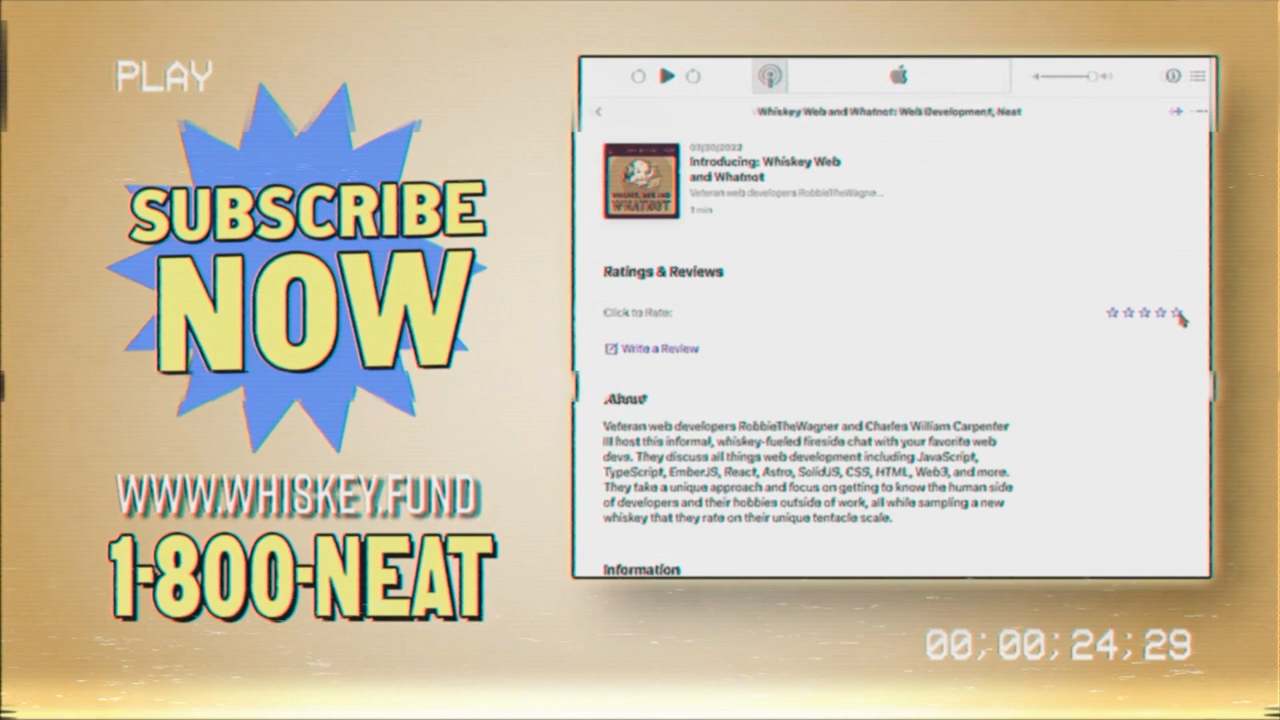 PLAY
SUBSCRIBE
NOW
WWW.WHISKEY.FUND
1-800-NEAT
Whiskey Web and Whatnot: Web Development, Neat
03/20/2022
Introducing: Whiskey Web
and Whatnot
Veteran web developers RobbieTheWagne...
1 min
WHISKEY, WEB AND
WHATNOT
Ratings & Reviews
Click to Rate:
Write a Review
About
Veteran web developers RobbieTheWagner and Charles William Carpenter
III host this informal, whiskey-fueled fireside chat with your favorite web
devs. They discuss all things web development including JavaScript,
TypeScript, EmberJS, React, Astro, SolidJS, CSS, HTML, Web3, and more.
They take a unique approach and focus on getting to know the human side
of developers and their hobbies outside of work, all while sampling a new
whiskey that they rate on their unique tentacle scale.
Information
00;00;24;29